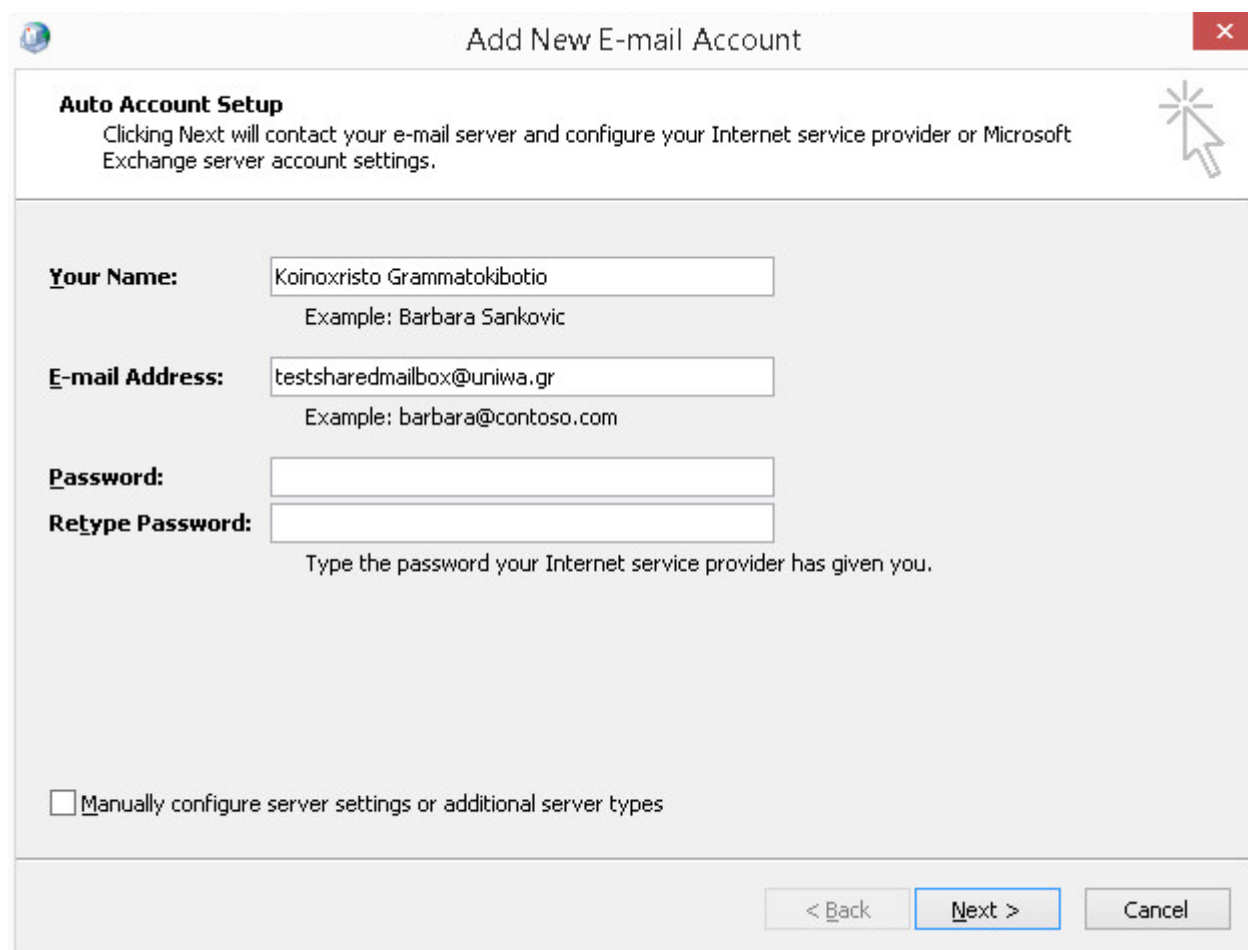 Add New E-mail Account
Auto Account Setup
Clicking Next will contact your e-mail server and configure your Internet service provider or Microsoft
Exchange server account settings.
Your Name:
Koinoxristo Grammatokibotio
Example: Barbara Sankovic
E-mail Address:
testsharedmailbox@uniwa.gr
Example: barbara@contoso.com
Password:
Retype Password:
Type the password your Internet service provider has given you.
Manually configure server settings or additional server types
< Back
Next >
Cancel